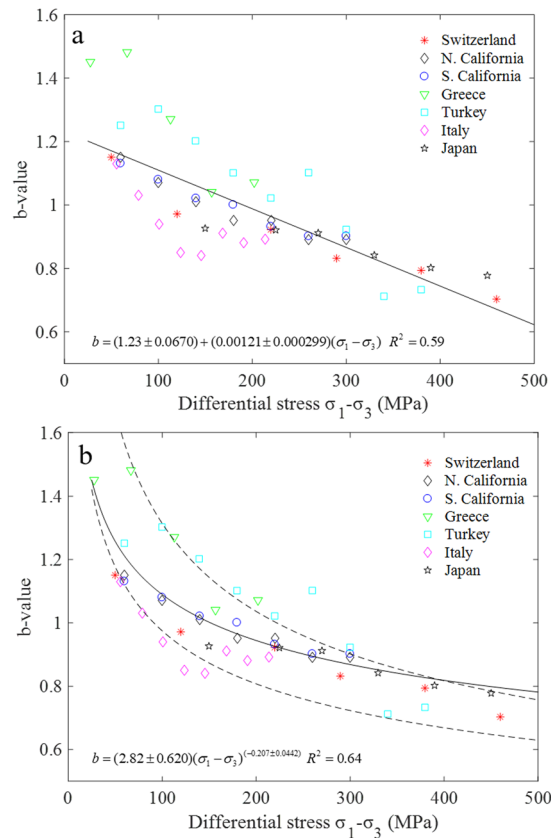 a
1.6
1.4
1.2
1
0.8
0.6
b-value
Switzerland
N. California
S. California
Greece
Turkey
Italy
Japan
b = (1.23 ± 0.0670) + (0.00121 ± 0.000299)(σ₁ − σ₃) R² = 0.59
0 100 200 300 400 500
Differential stress σ₁-σ₃ (MPa)
b
1.6
1.4
1.2
1
0.8
0.6
b-value
Switzerland
N. California
S. California
Greece
Turkey
Italy
Japan
b = (2.82 ± 0.620)(σ₁ − σ₃)^(−0.207±0.0442) R² = 0.64
0 100 200 300 400 500
Differential stress σ₁-σ₃ (MPa)